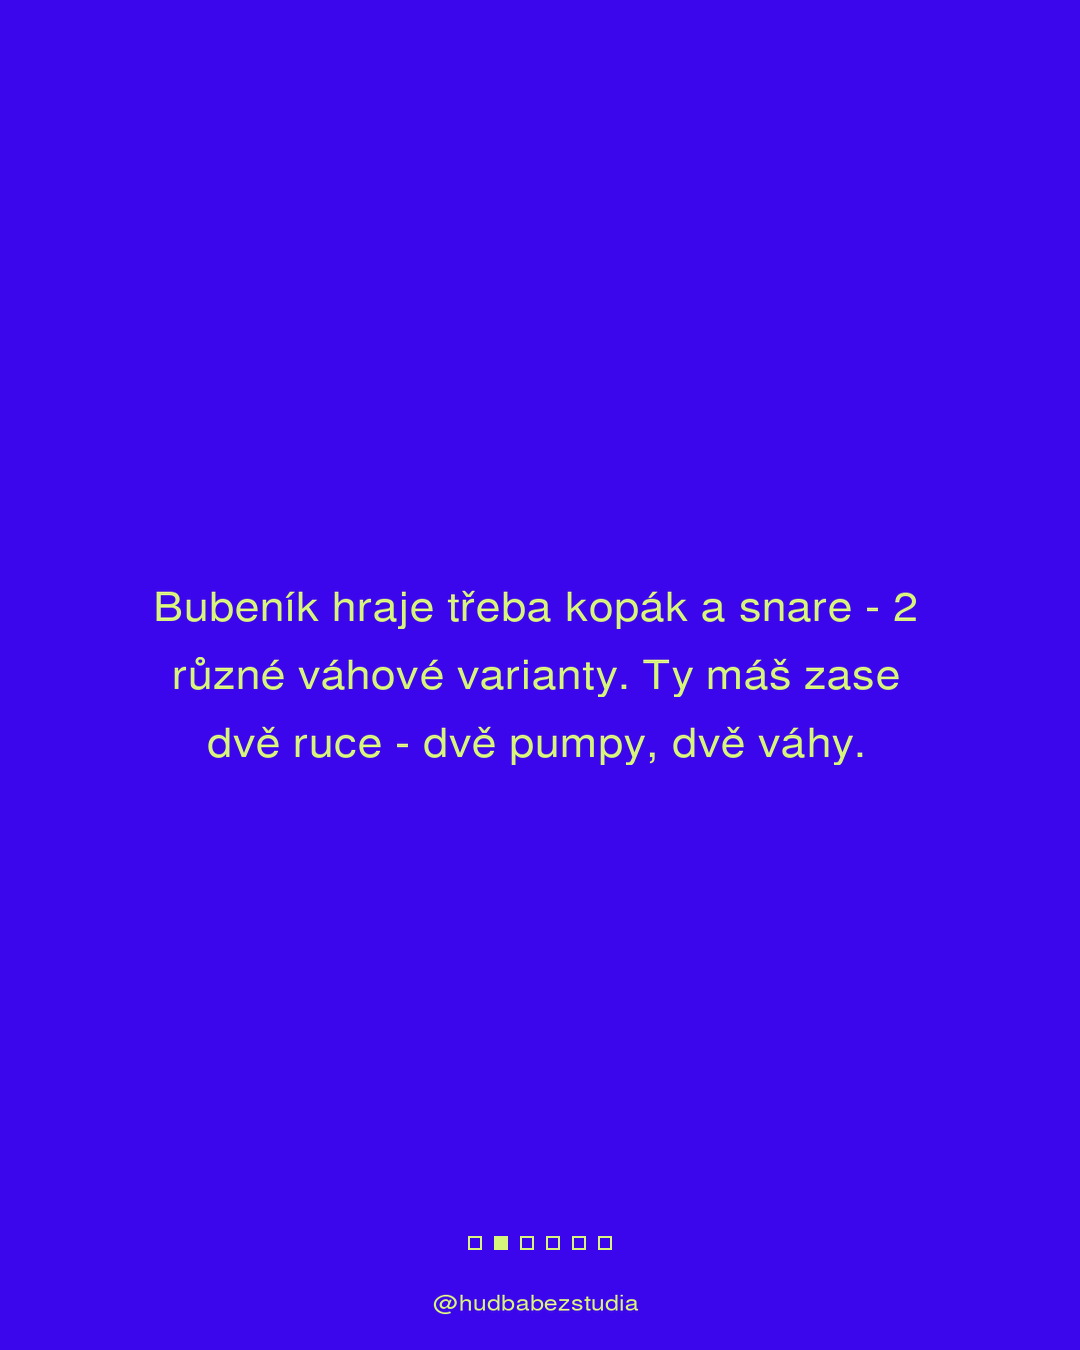 Bubeník hraje třeba kopák a snare - 2
různé váhové varianty. Ty máš zase
dvě ruce - dvě pumpy, dvě váhy.
@hudbabezstudia